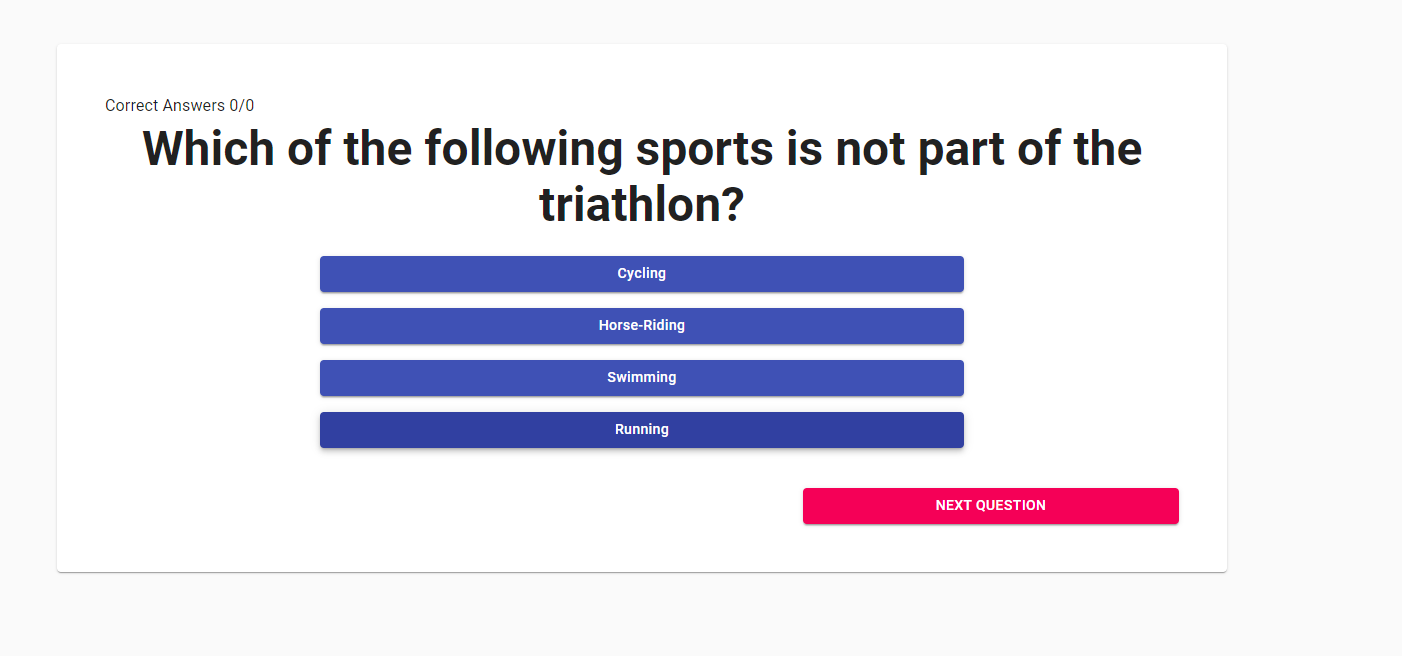 Correct Answers 0/0
Which of the following sports is not part of the
triathlon?
Cycling
Horse-Riding
Swimming
Running
NEXT QUESTION